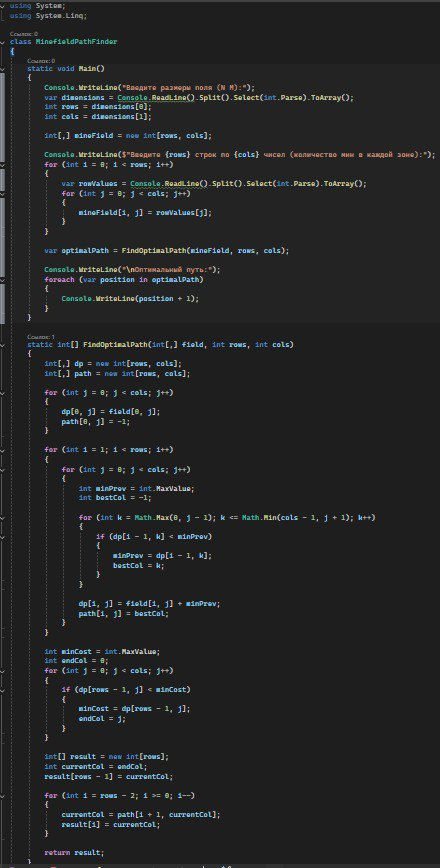 using System;
using System.Linq;
Ссылок: 0
class MinefieldPathFinder
{
Ссылок: 0
static void Main()
{
Console.WriteLine("Введите размеры поля (N M):");
var dimensions = Console.ReadLine().Split().Select(int.Parse).ToArray();
int rows = dimensions[0];
int cols = dimensions[1];
int[,] mineField = new int[rows, cols];
Console.WriteLine($"Введите {rows} строк по {cols} чисел (количество мин в каждой зоне):");
for (int i = 0; i < rows; i++)
{
var rowValues = Console.ReadLine().Split().Select(int.Parse).ToArray();
for (int j = 0; j < cols; j++)
{
mineField[i, j] = rowValues[j];
}
}
var optimalPath = FindOptimalPath(mineField, rows, cols);
Console.WriteLine("\nОптимальный путь:");
foreach (var position in optimalPath)
{
Console.WriteLine(position + 1);
}
}
Ссылок: 1
static int[] FindOptimalPath(int[,] field, int rows, int cols)
{
int[,] dp = new int[rows, cols];
int[,] path = new int[rows, cols];
for (int j = 0; j < cols; j++)
{
dp[0, j] = field[0, j];
path[0, j] = -1;
}
for (int i = 1; i < rows; i++)
{
for (int j = 0; j < cols; j++)
{
int minPrev = int.MaxValue;
int bestCol = -1;
for (int k = Math.Max(0, j - 1); k <= Math.Min(cols - 1, j + 1); k++)
{
if (dp[i - 1, k] < minPrev)
{
minPrev = dp[i - 1, k];
bestCol = k;
}
}
dp[i, j] = field[i, j] + minPrev;
path[i, j] = bestCol;
}
}
int minCost = int.MaxValue;
int endCol = 0;
for (int j = 0; j < cols; j++)
{
if (dp[rows - 1, j] < minCost)
{
minCost = dp[rows - 1, j];
endCol = j;
}
}
int[] result = new int[rows];
int currentCol = endCol;
result[rows - 1] = currentCol;
for (int i = rows - 2; i >= 0; i--)
{
currentCol = path[i + 1, currentCol];
result[i] = currentCol;
}
return result;
}